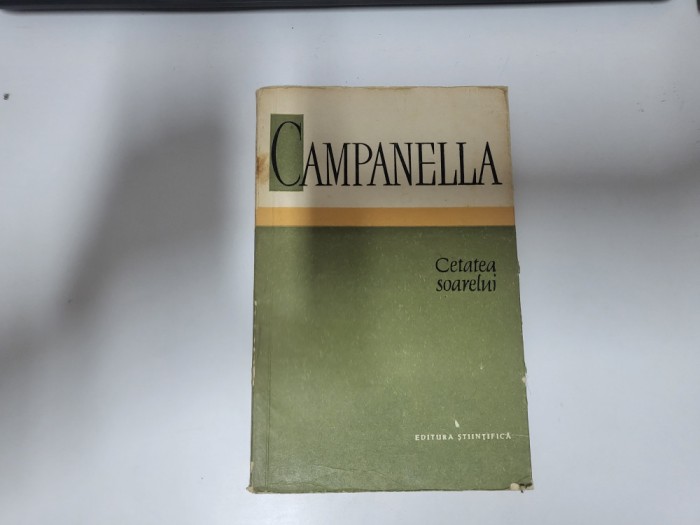 CAMPANELLA
Cetatea
soarelui
EDITURA ȘTIINȚIFICĂ